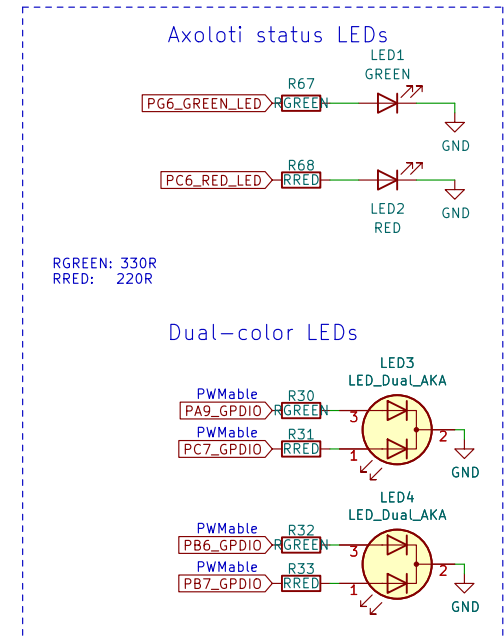 Axoloti status LEDs
LED1
GREEN
R67
PG6_GREEN_LED
RGREEN
GND
R68
PC6_RED_LED
RRED
LED2
RED
GND
RGREEN: 330R
RRED: 220R
Dual-color LEDs
LED3
LED_Dual_AKA
PWMable
R30
PA9_GPDIO
RGREEN
3
PWMable
R31
2
PC7_GPDIO
RRED
1
GND
LED4
LED_Dual_AKA
PWMable
R32
PB6_GPDIO
RGREEN
3
PWMable
R33
2
PB7_GPDIO
RRED
1
GND